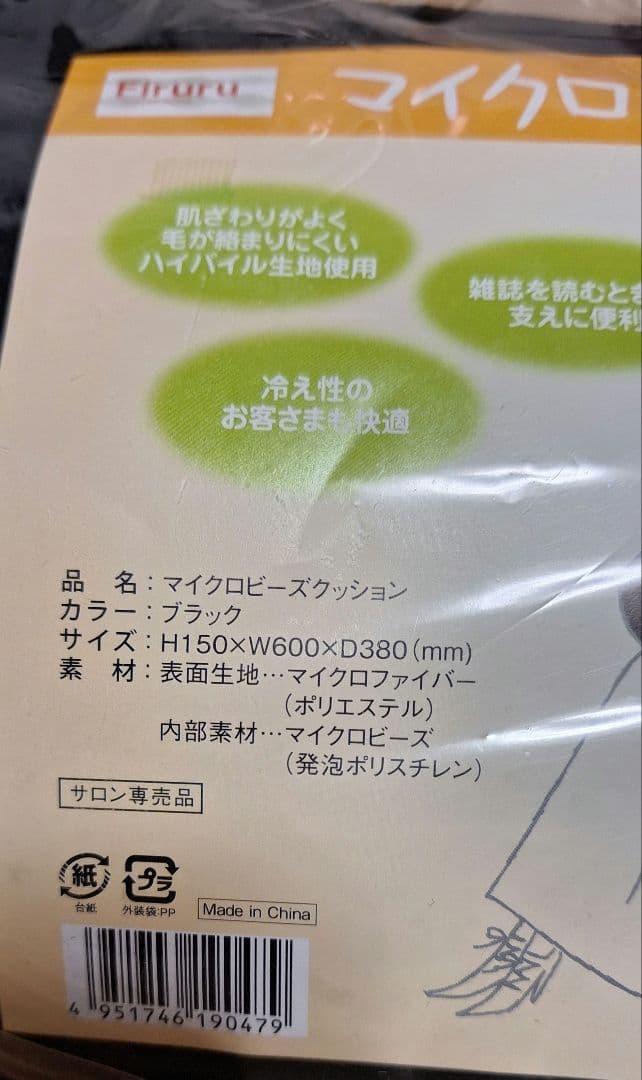 Firuru
マイクロ
肌ざわりがよく
毛が絡まりにくい
ハイパイル生地使用
雑誌を読むとき
支えに便利
冷え性の
お客さまも快適
品 名：マイクロビーズクッション
カラー：ブラック
サイズ：H150×W600×D380(mm)
素 材：表面生地…マイクロファイバー
(ポリエステル)
内部素材…マイクロビーズ
(発泡ポリスチレン)
サロン専売品
紙
プラ
台紙
外装袋:PP
Made in China
4 951746 190479